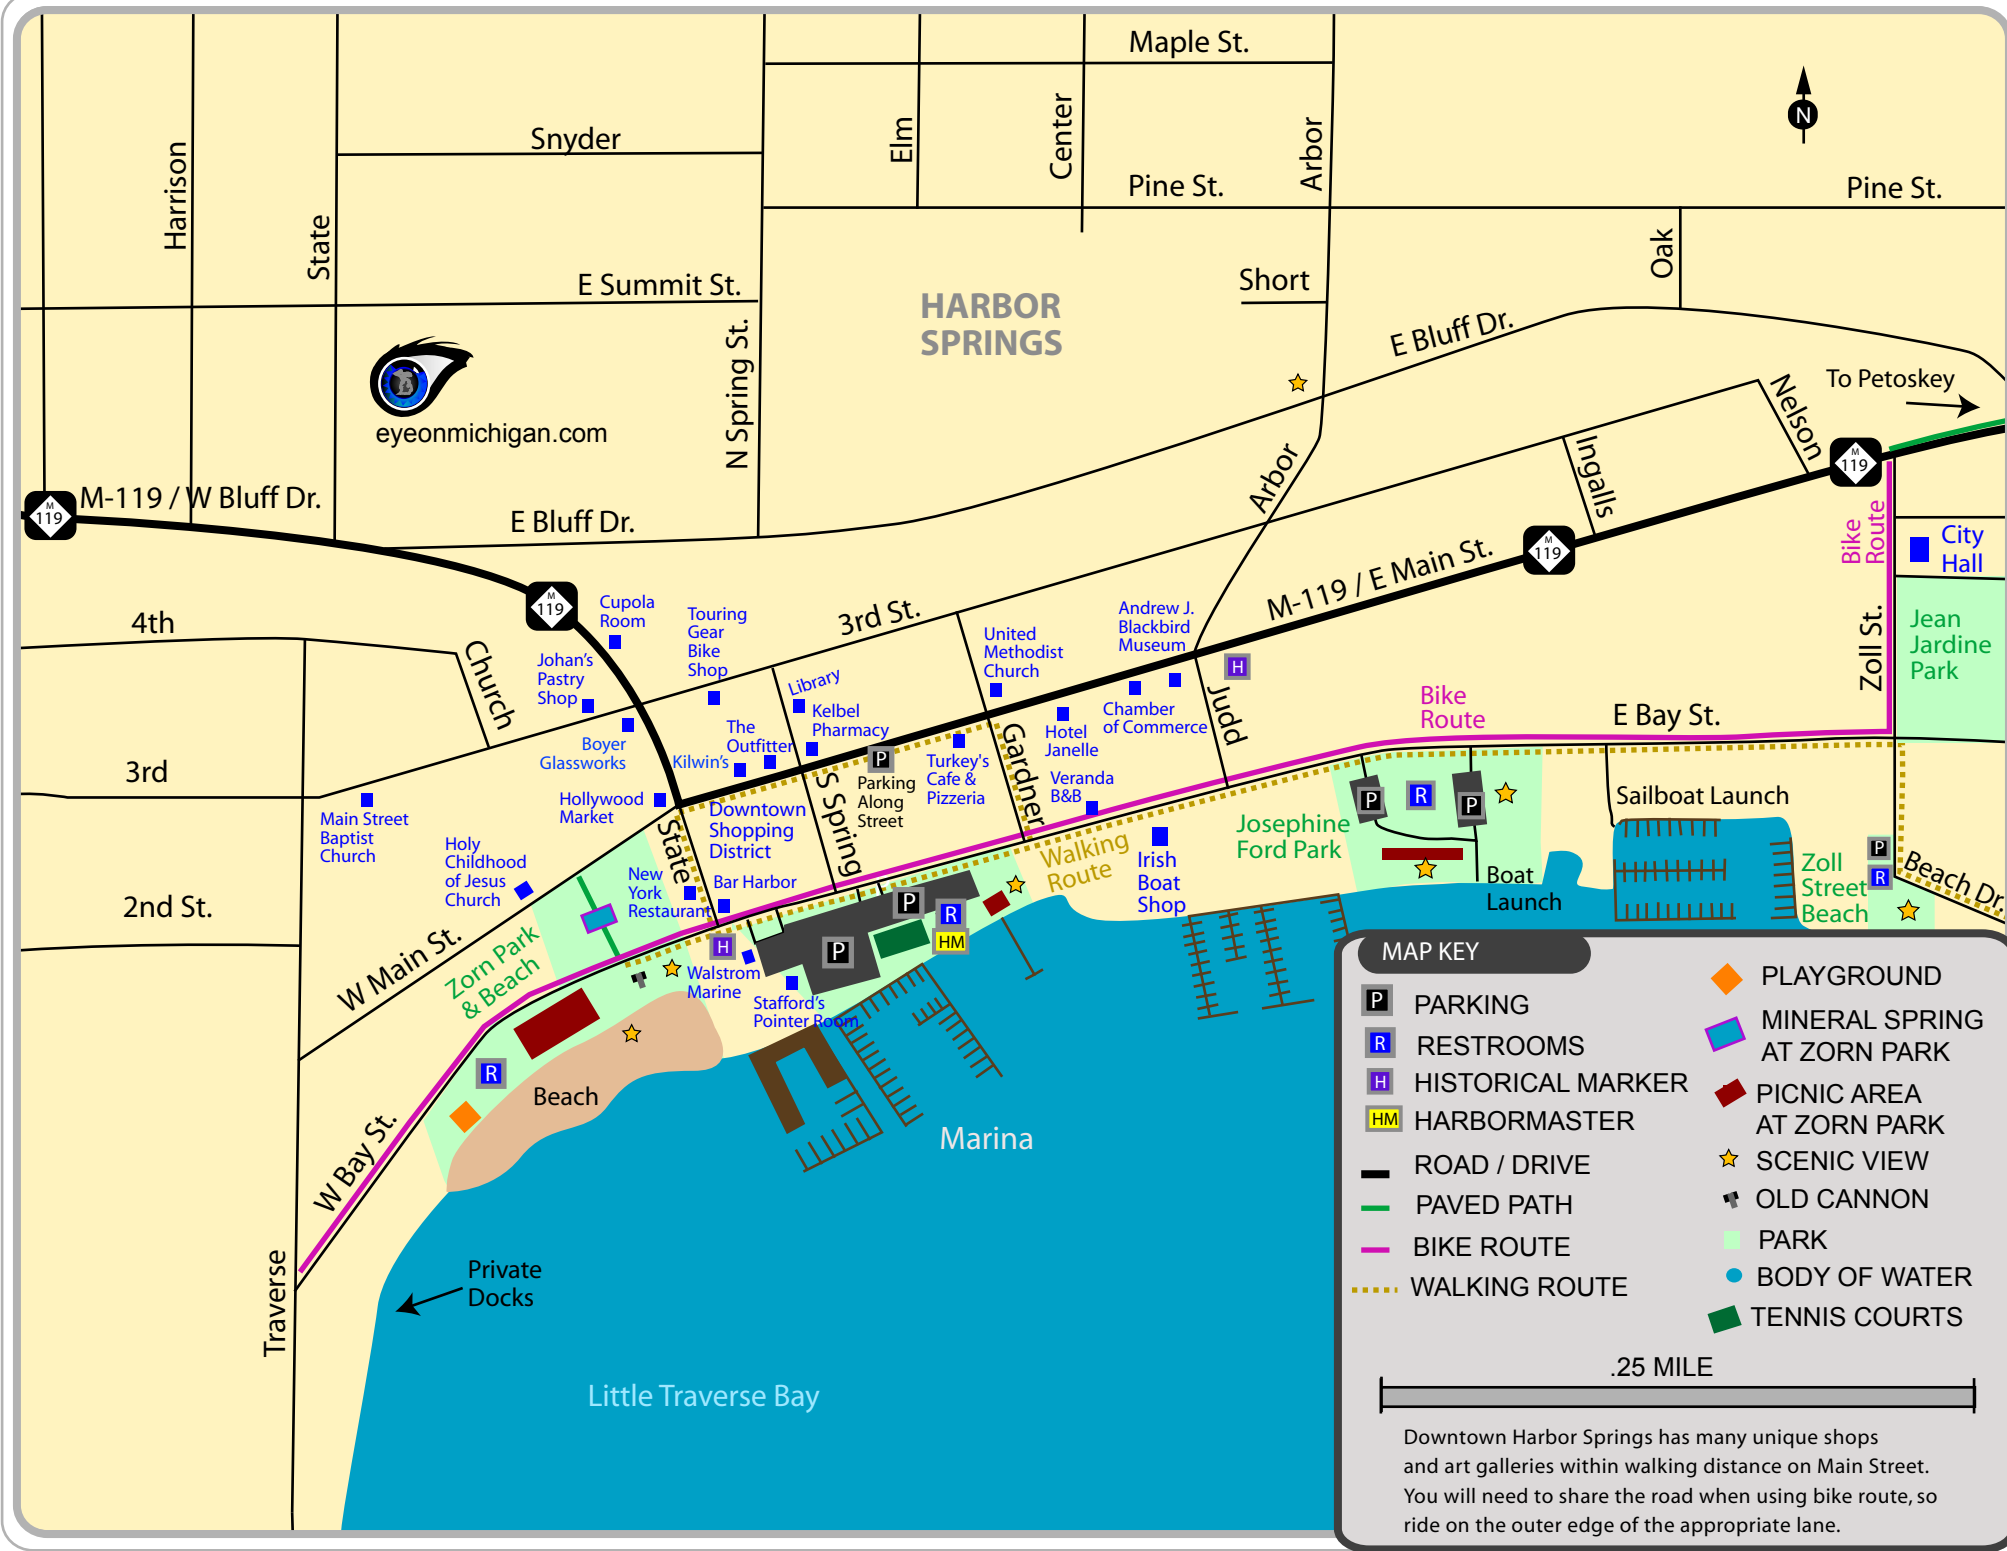 Maple St.
Snyder
Elm
Center
Arbor
N
Harrison
State
Pine St.
Pine St.
Oak
E Summit St.
Short
HARBOR
SPRINGS
N Spring St.
E Bluff Dr.
eyeonmichigan.com
To Petoskey
Nelson
M
119
M-119 / W Bluff Dr.
M
119
E Bluff Dr.
Arbor
Ingalls
M
119
M-119 / E Main St.
Bike
Route
City
Hall
M
119
4th
Church
Cupola
Room
Touring
Gear
Bike
Shop
3rd St.
United
Methodist
Church
Andrew J.
Blackbird
Museum
H
Judd
Zoll St.
Jean
Jardine
Park
Johan's
Pastry
Shop
Library
Kelbel
Pharmacy
The
Outfitter
Boyer
Glassworks
Kilwin's
P
Parking
Along
Street
Turkey's
Cafe &
Pizzeria
Gardner
Hotel
Janelle
Chamber
of Commerce
Veranda
B&B
Bike
Route
E Bay St.
3rd
Main Street
Baptist
Church
Hollywood
Market
State
Downtown
Shopping
District
S Spring
Holy
Childhood
of Jesus
Church
New
York
Restaurant
Bar Harbor
Walking
Route
Irish
Boat
Shop
Josephine
Ford Park
P
R
P
Boat
Launch
Sailboat Launch
Zoll
Street
Beach
P
R
Beach Dr.
2nd St.
W Main St.
Zorn Park
& Beach
H
Walstrom
Marine
Stafford's
Pointer Room
P
P
R
HM
R
Beach
W Bay St.
Marina
Traverse
Private
Docks
Little Traverse Bay
MAP KEY
P PARKING
R RESTROOMS
H HISTORICAL MARKER
HM HARBORMASTER
ROAD / DRIVE
PAVED PATH
BIKE ROUTE
WALKING ROUTE
PLAYGROUND
MINERAL SPRING
AT ZORN PARK
PICNIC AREA
AT ZORN PARK
SCENIC VIEW
OLD CANNON
PARK
BODY OF WATER
TENNIS COURTS
.25 MILE
Downtown Harbor Springs has many unique shops
and art galleries within walking distance on Main Street.
You will need to share the road when using bike route, so
ride on the outer edge of the appropriate lane.